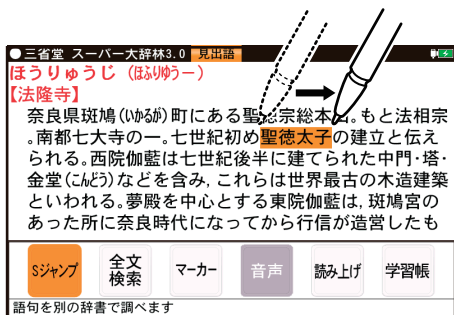 ●三省堂 スーパー大辞林3.0 見出語
ほうりゅうじ (ほふりゆうー)
【法隆寺】
奈良県斑鳩(いかるが)町にある聖徳宗総本山。もと法相宗
。南都七大寺の一。七世紀初め聖徳太子の建立と伝え
られる。西院伽藍は七世紀後半に建てられた中門・塔・
金堂(こんどう)などを含み，これらは世界最古の木造建築
といわれる。夢殿を中心とする東院伽藍は，斑鳩宮の
あった所に奈良時代になってから行信が造営したも
Sジャンプ 全文検索 マーカー 音声 読み上げ 学習帳
語句を別の辞書で調べます